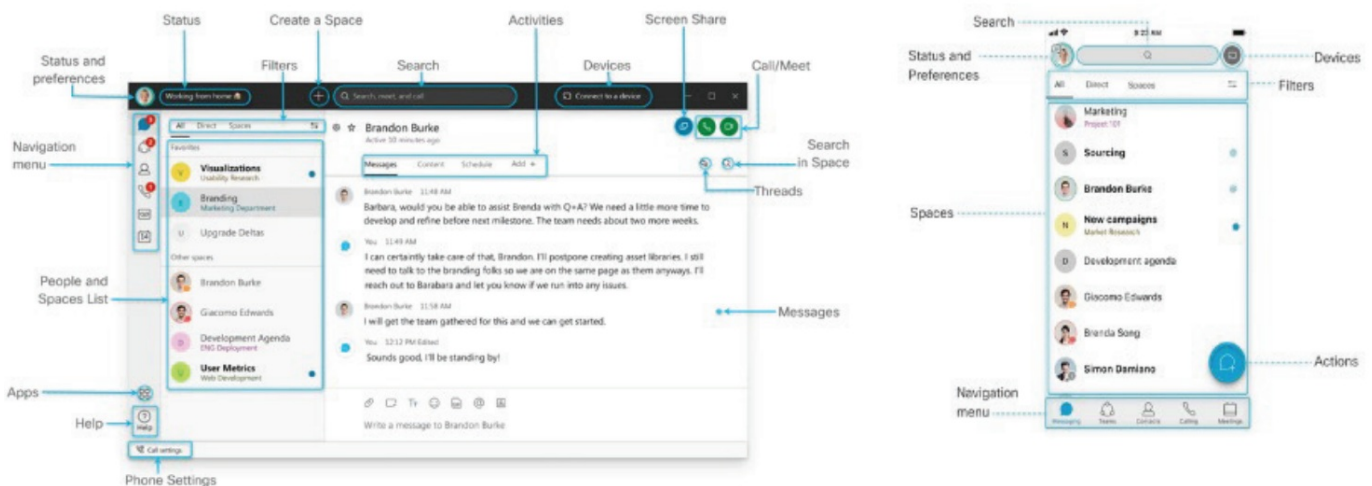 Status
Create a Space
Activities
Screen Share
Status and
preferences
Filters
Search
Devices
Call/Meet
Working from home
Search, meet, and call
Connect to a device
Navigation
menu
All Direct Spaces
Favorites
Visualizations
Usability Research
Branding
Marketing Department
Upgrade Deltas
Other spaces
Brandon Burke
Giacomo Edwards
Development Agenda
ENG Deployment
User Metrics
Web Development
People and
Spaces List
Apps
Help
Help
Call settings
Phone Settings
Brandon Burke
Active 10 minutes ago
Messages Content Schedule Add +
Search
in Space
Threads
Brandon Burke 11:48 AM
Barbara, would you be able to assist Brenda with Q+A? We need a little more time to
develop and refine before next milestone. The team needs about two more weeks.
You 11:49 AM
I can certaintly take care of that, Brandon. I'll postpone creating asset libraries. I still
need to talk to the branding folks so we are on the same page as them anyways. I'll
reach out to Barabara and let you know if we run into any issues.
Brandon Burke 11:58 AM
I will get the team gathered for this and we can get started.
Messages
You 12:12 PM Edited
Sounds good, I'll be standing by!
Write a message to Brandon Burke
Search
Status and
Preferences
Devices
Filters
All Direct Spaces
Marketing
Project 101
Sourcing
Brandon Burke
Spaces
New campaigns
Market Research
Development agenda
Giacomo Edwards
Brenda Song
Simon Damiano
Actions
Navigation
menu
Messaging Teams Contacts Calling Meetings